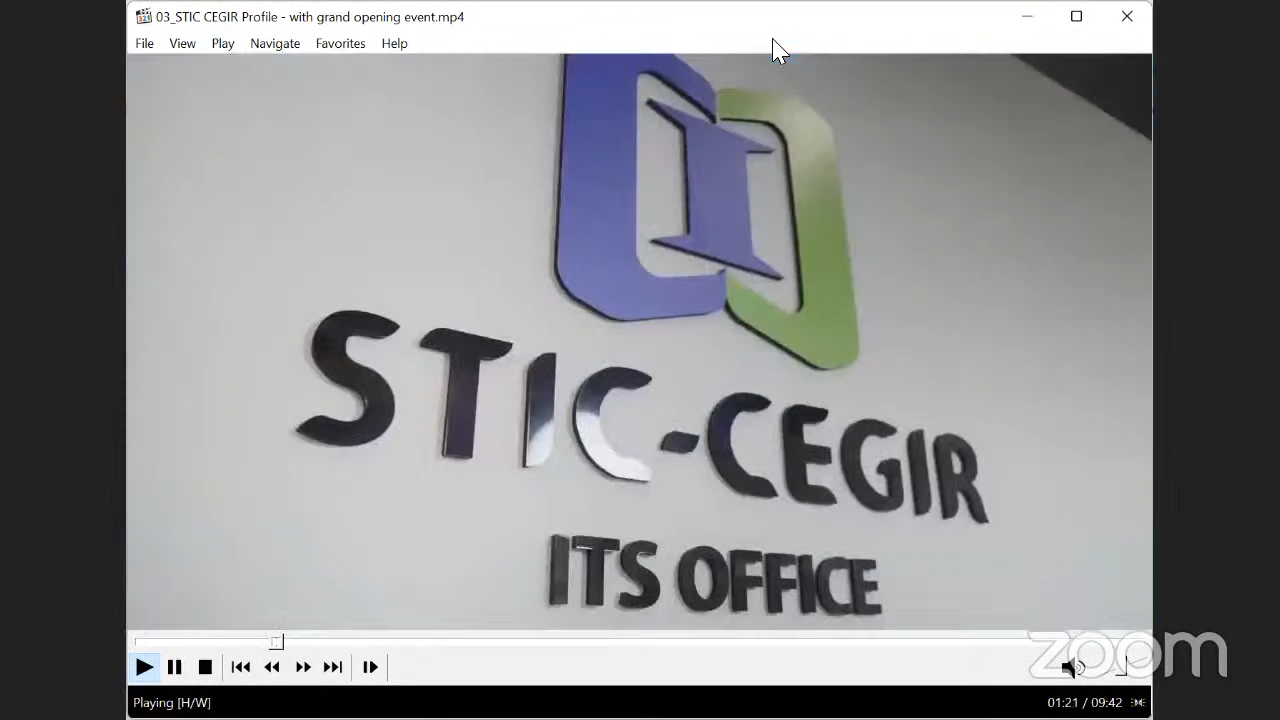 03_STIC CEGIR Profile - with grand opening event.mp4
File View Play Navigate Favorites Help
I
STIC-CEGIR
ITS OFFICE
zoom
Playing [H/W]
01:21 / 09:42